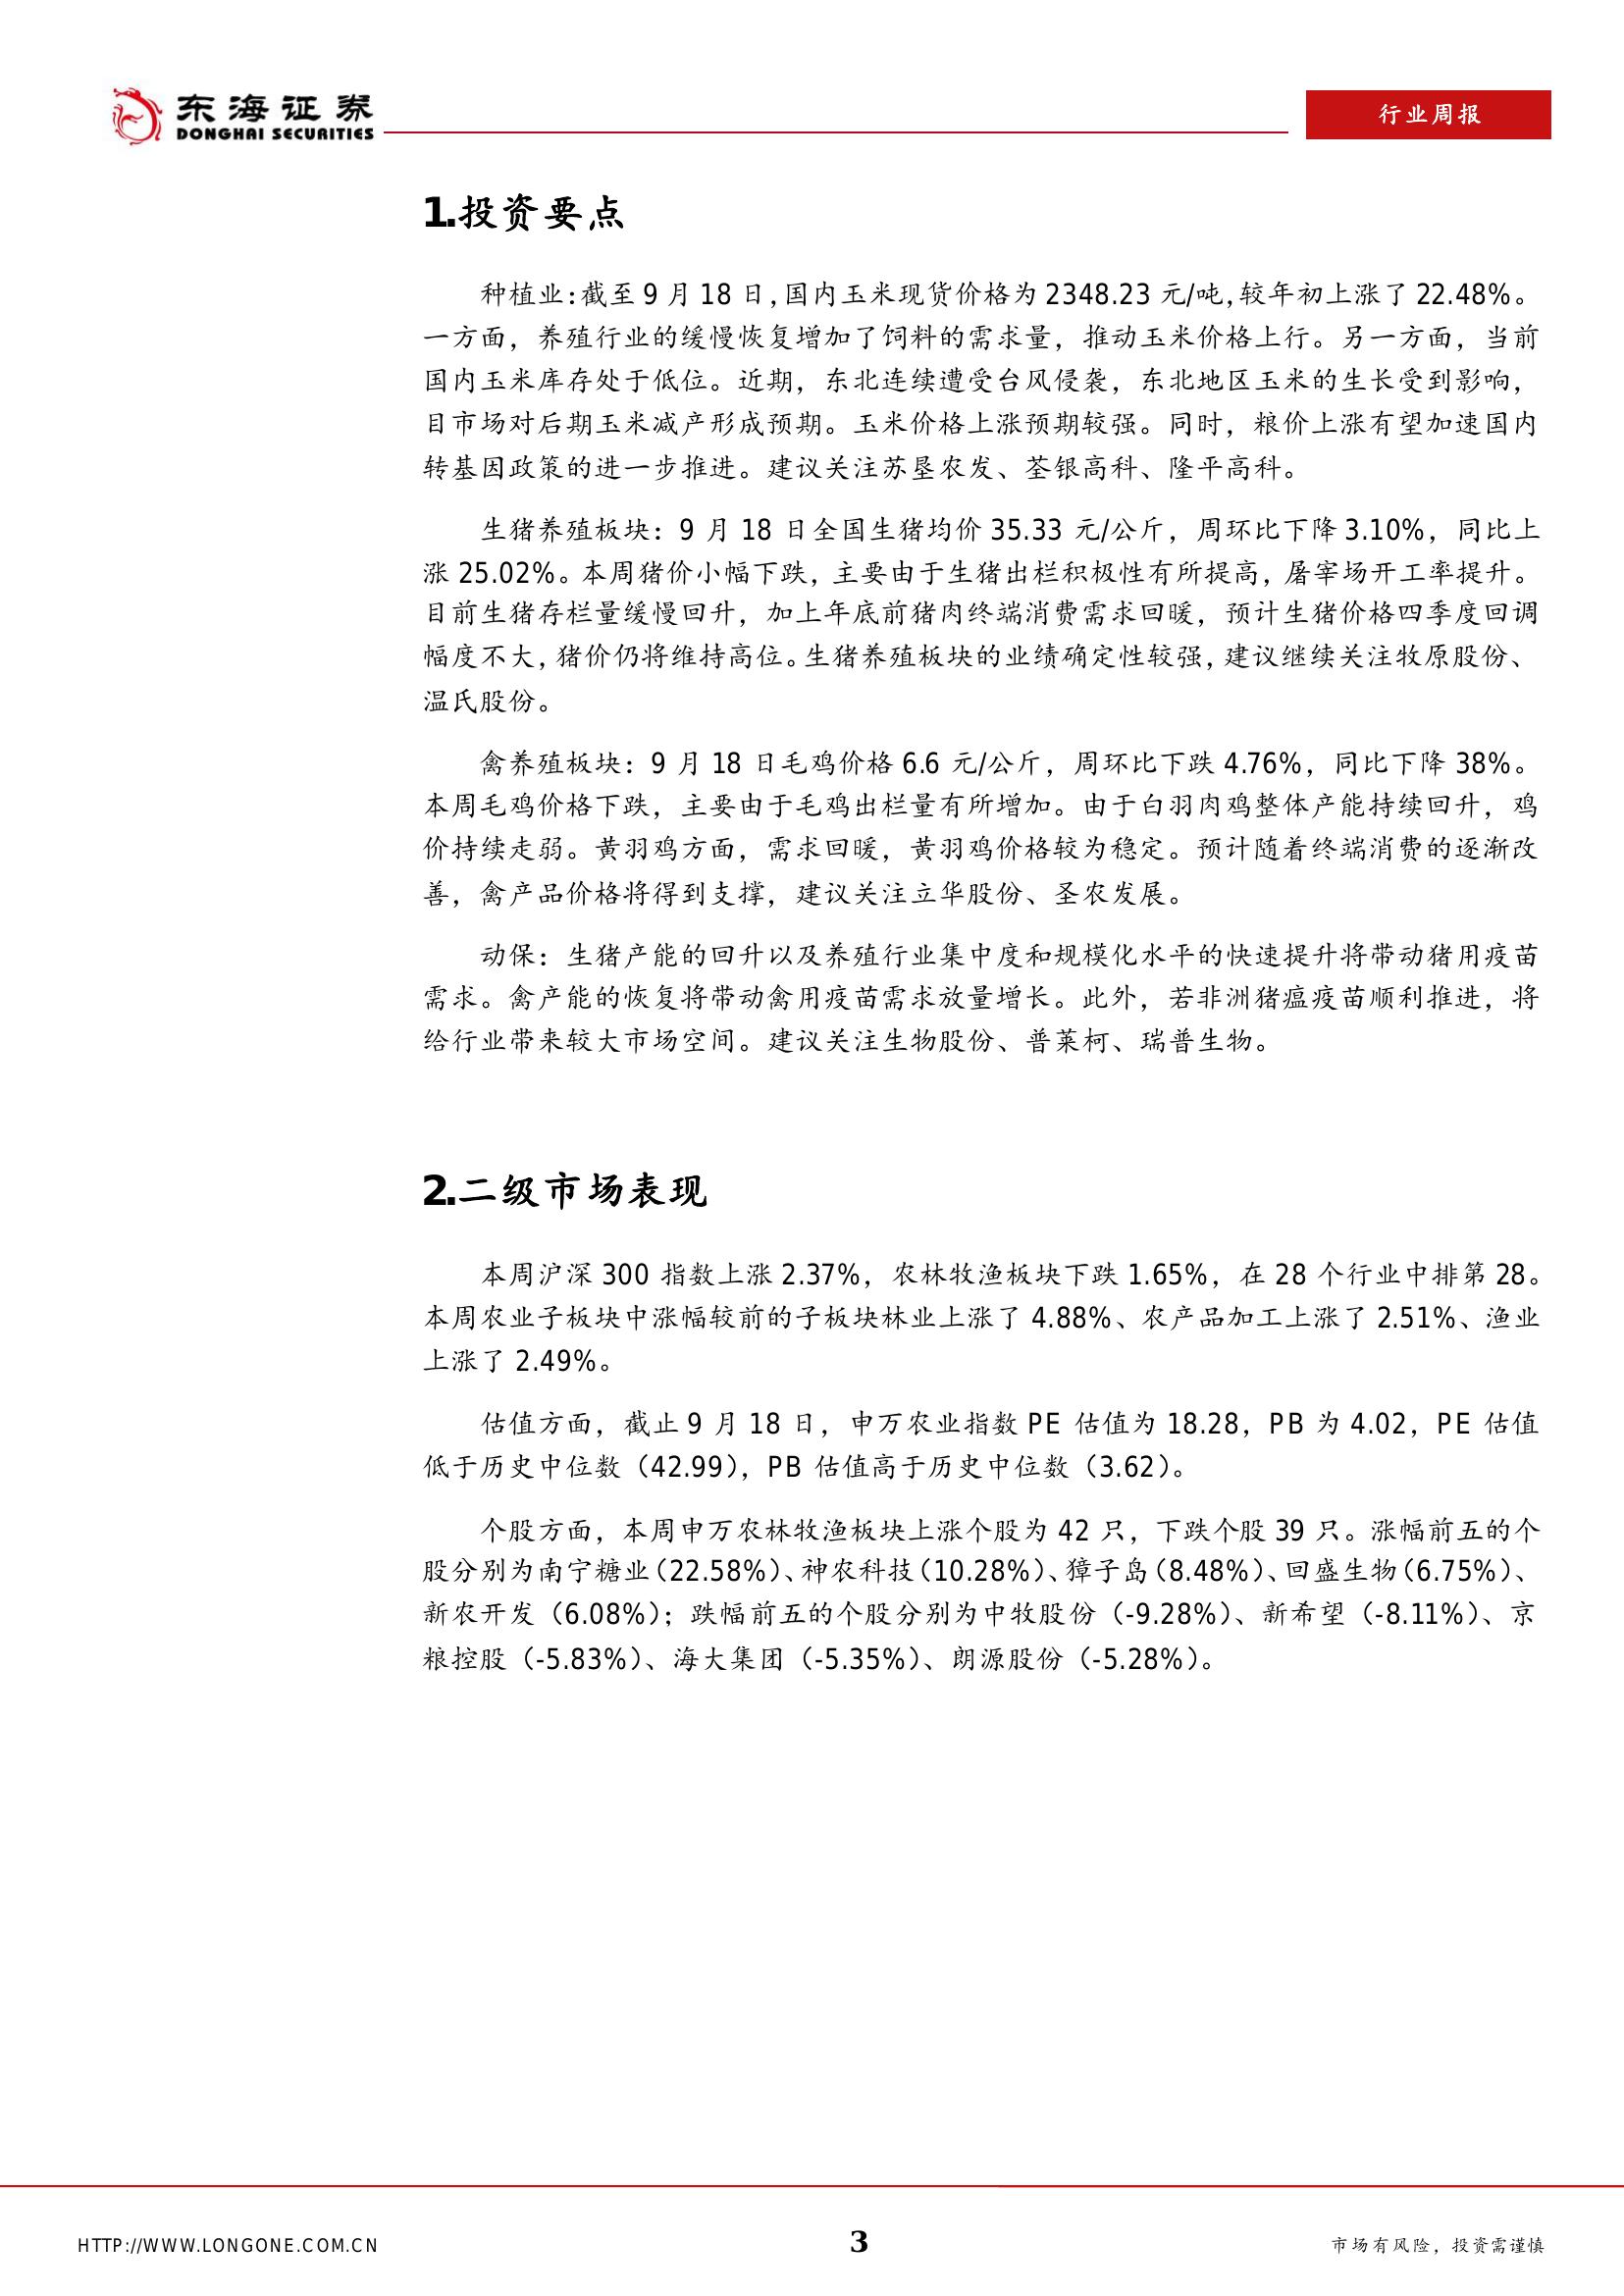 东海证券
DONGHAI SECURITIES
行业周报
1.投资要点
种植业:截至 9 月 18 日,国内玉米现货价格为 2348.23 元/吨,较年初上涨了 22.48%。
一方面，养殖行业的缓慢恢复增加了饲料的需求量，推动玉米价格上行。另一方面，当前
国内玉米库存处于低位。近期，东北连续遭受台风侵袭，东北地区玉米的生长受到影响，
目市场对后期玉米减产形成预期。玉米价格上涨预期较强。同时，粮价上涨有望加速国内
转基因政策的进一步推进。建议关注苏垦农发、荃银高科、隆平高科。
生猪养殖板块：9 月 18 日全国生猪均价 35.33 元/公斤，周环比下降 3.10%，同比上
涨 25.02%。本周猪价小幅下跌，主要由于生猪出栏积极性有所提高，屠宰场开工率提升。
目前生猪存栏量缓慢回升，加上年底前猪肉终端消费需求回暖，预计生猪价格四季度回调
幅度不大，猪价仍将维持高位。生猪养殖板块的业绩确定性较强，建议继续关注牧原股份、
温氏股份。
禽养殖板块：9 月 18 日毛鸡价格 6.6 元/公斤，周环比下跌 4.76%，同比下降 38%。
本周毛鸡价格下跌，主要由于毛鸡出栏量有所增加。由于白羽肉鸡整体产能持续回升，鸡
价持续走弱。黄羽鸡方面，需求回暖，黄羽鸡价格较为稳定。预计随着终端消费的逐渐改
善，禽产品价格将得到支撑，建议关注立华股份、圣农发展。
动保：生猪产能的回升以及养殖行业集中度和规模化水平的快速提升将带动猪用疫苗
需求。禽产能的恢复将带动禽用疫苗需求放量增长。此外，若非洲猪瘟疫苗顺利推进，将
给行业带来较大市场空间。建议关注生物股份、普莱柯、瑞普生物。
2.二级市场表现
本周沪深 300 指数上涨 2.37%，农林牧渔板块下跌 1.65%，在 28 个行业中排第 28。
本周农业子板块中涨幅较前的子板块林业上涨了 4.88%、农产品加工上涨了 2.51%、渔业
上涨了 2.49%。
估值方面，截止 9 月 18 日，申万农业指数 PE 估值为 18.28，PB 为 4.02，PE 估值
低于历史中位数（42.99），PB 估值高于历史中位数（3.62）。
个股方面，本周申万农林牧渔板块上涨个股为 42 只，下跌个股 39 只。涨幅前五的个
股分别为南宁糖业（22.58%）、神农科技（10.28%）、獐子岛（8.48%）、回盛生物（6.75%）、
新农开发（6.08%）；跌幅前五的个股分别为中牧股份（-9.28%）、新希望（-8.11%）、京
粮控股（-5.83%）、海大集团（-5.35%）、朗源股份（-5.28%）。
HTTP://WWW.LONGONE.COM.CN
3
市场有风险，投资需谨慎